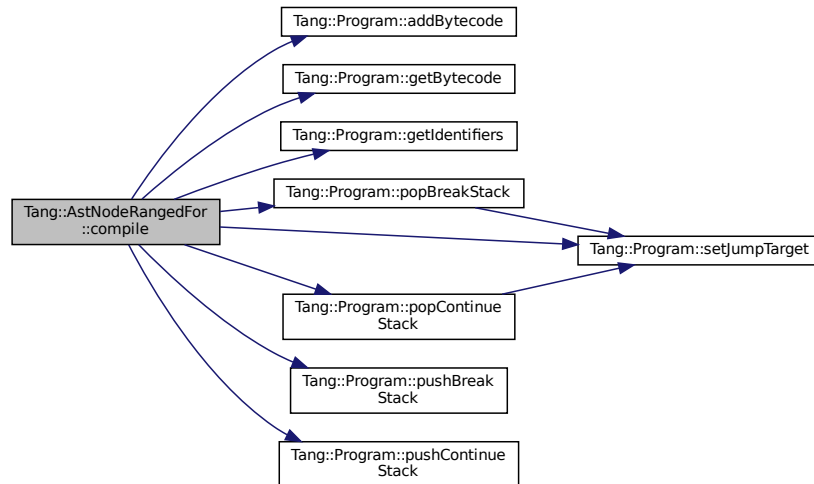 Tang::Program::addBytecode
Tang::Program::getBytecode
Tang::Program::getIdentifiers
Tang::Program::popBreakStack
Tang::AstNodeRangedFor
::compile
Tang::Program::setJumpTarget
Tang::Program::popContinue
Stack
Tang::Program::pushBreak
Stack
Tang::Program::pushContinue
Stack